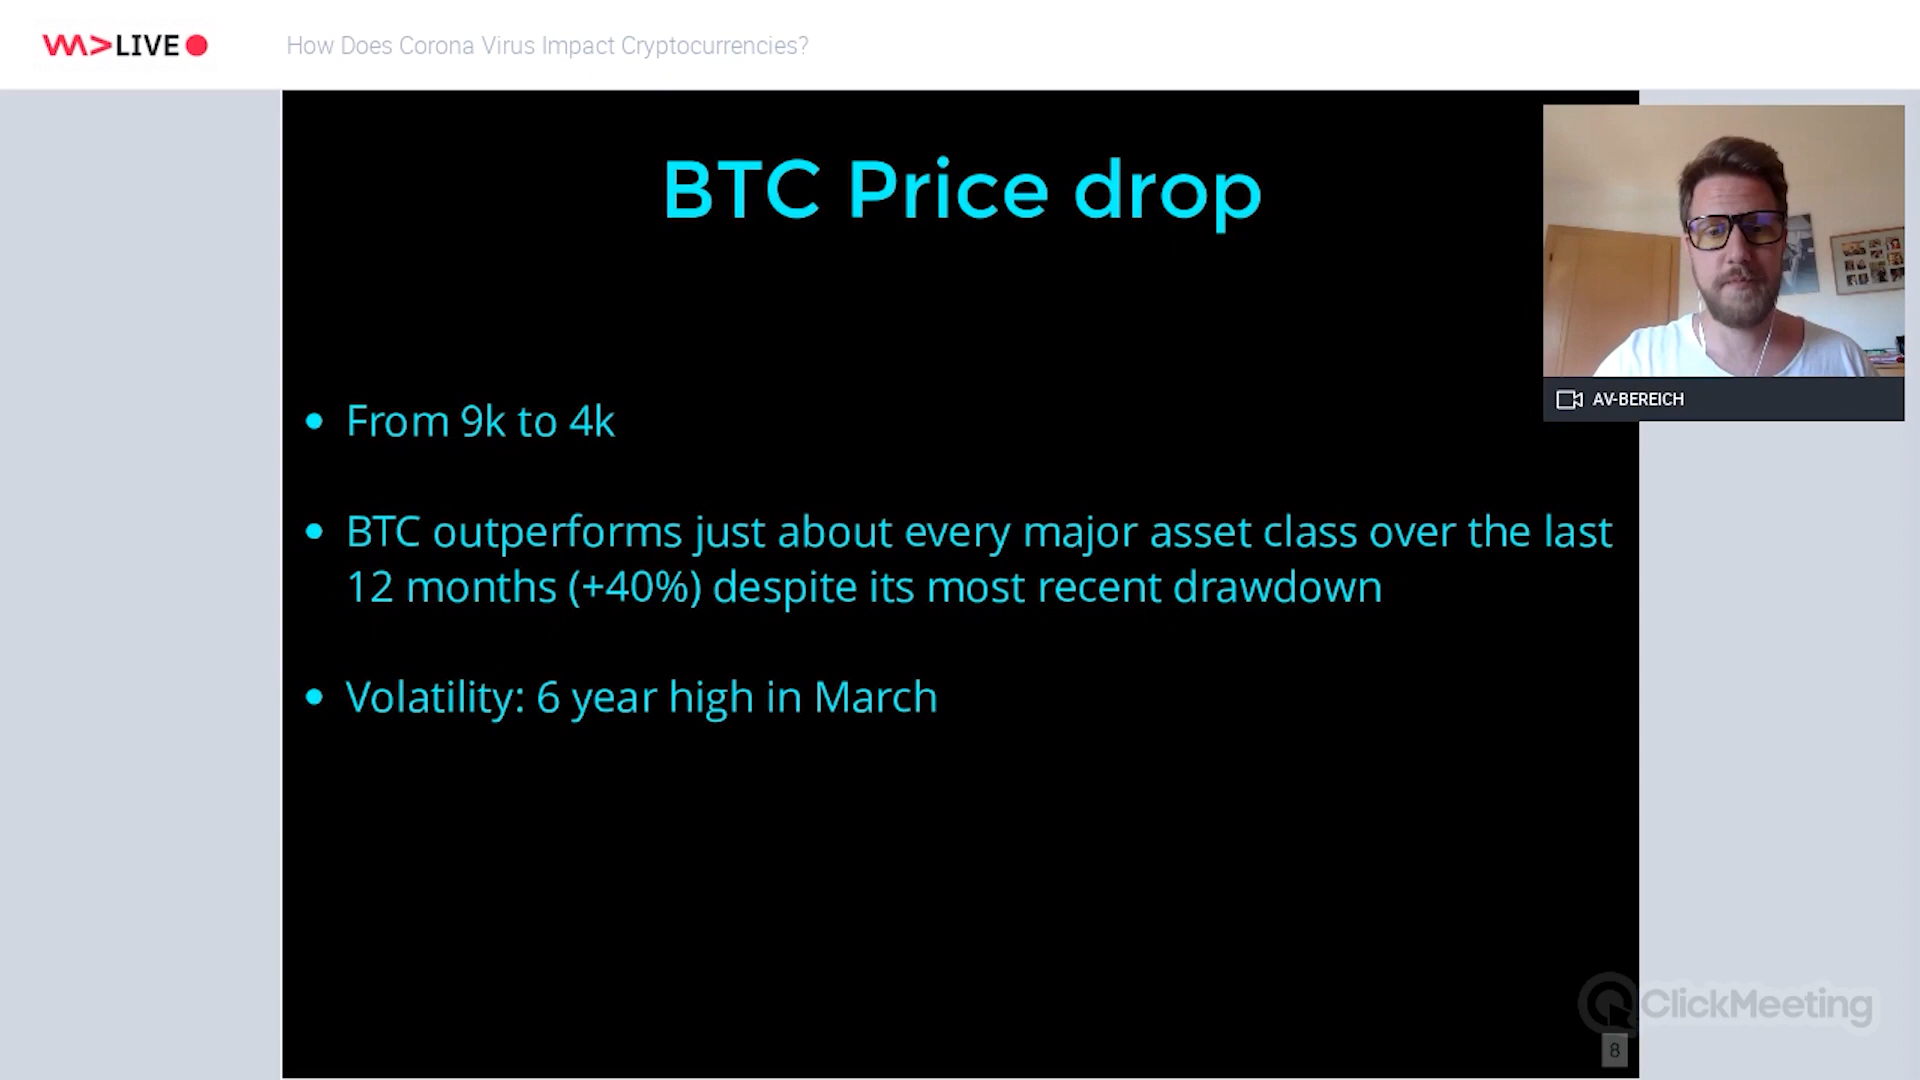 LIVE
How Does Corona Virus Impact Cryptocurrencies?
BTC Price drop
AV-BEREICH
• From 9k to 4k
• BTC outperforms just about every major asset class over the last
12 months (+40%) despite its most recent drawdown
• Volatility: 6 year high in March
ClickMeeting
8